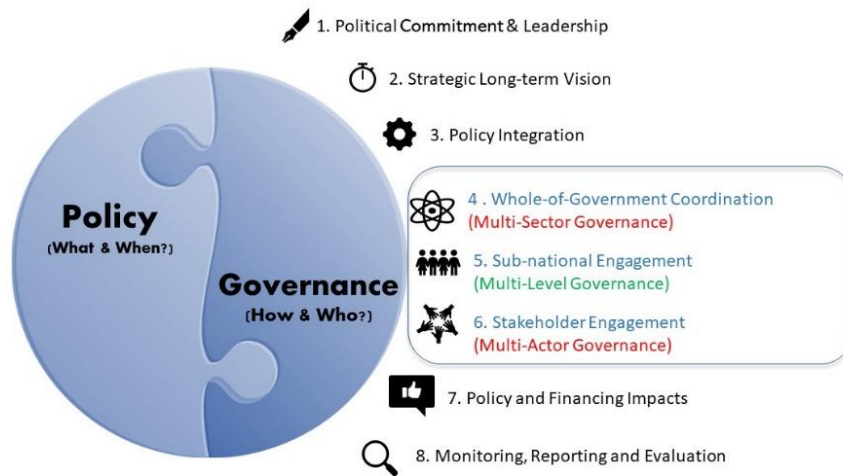 1. Political Commitment & Leadership
2. Strategic Long-term Vision
3. Policy Integration
Policy
(What & When?)
Governance
(How & Who?)
4 . Whole-of-Government Coordination
(Multi-Sector Governance)
5. Sub-national Engagement
(Multi-Level Governance)
6. Stakeholder Engagement
(Multi-Actor Governance)
7. Policy and Financing Impacts
8. Monitoring, Reporting and Evaluation